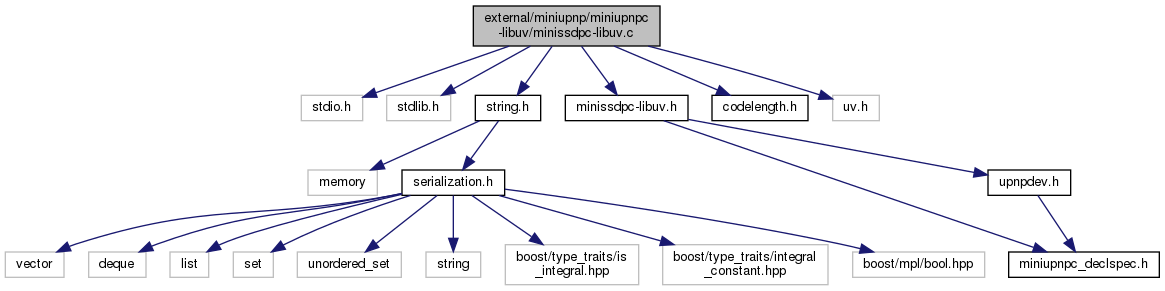 external/miniupnp/miniupnpc
-libuv/minissdpc-libuv.c
stdio.h
stdlib.h
string.h
minissdpc-libuv.h
codelength.h
uv.h
memory
serialization.h
upnpdev.h
vector
deque
list
set
unordered_set
string
boost/type_traits/is
_integral.hpp
boost/type_traits/integral
_constant.hpp
boost/mpl/bool.hpp
miniupnpc_declspec.h